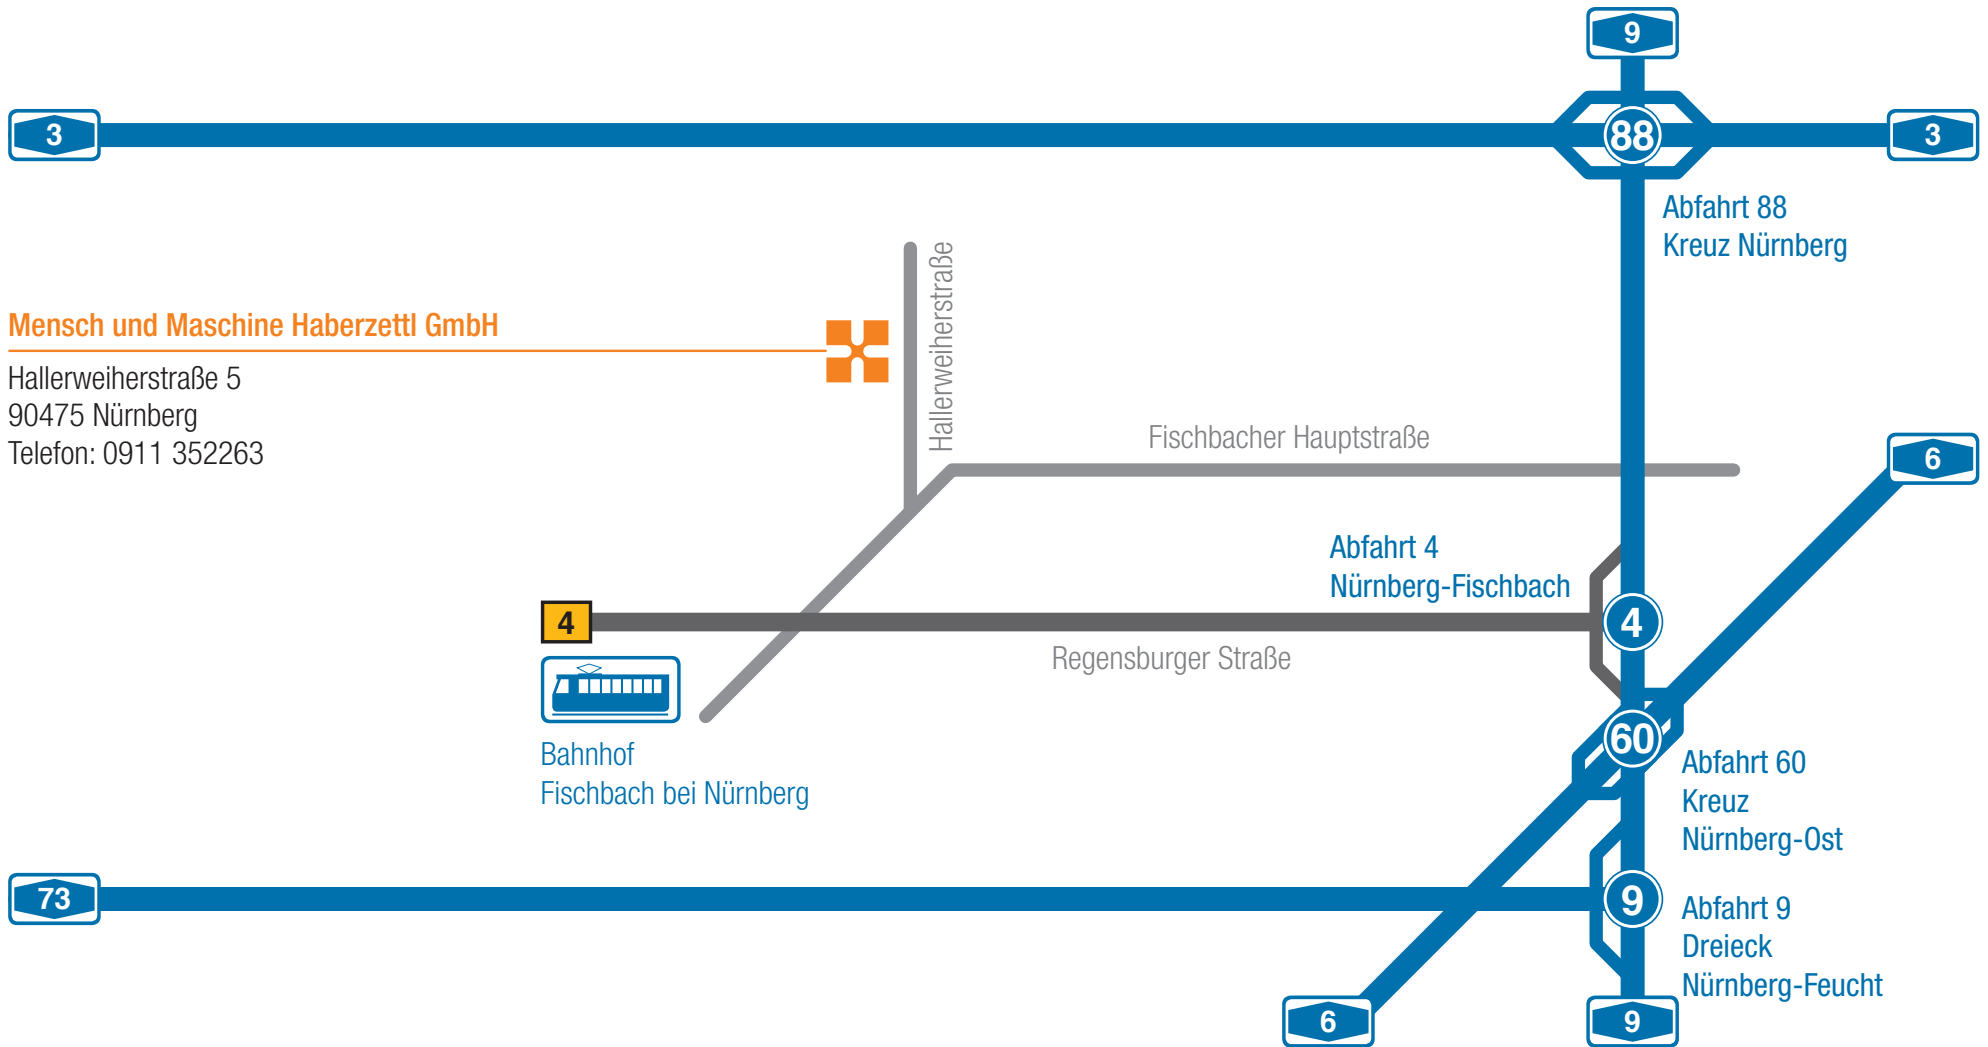 9
3
88
3
Abfahrt 88
Kreuz Nürnberg
Hallerweiherstraße
Mensch und Maschine Haberzettl GmbH
Hallerweiherstraße 5
90475 Nürnberg
Telefon: 0911 352263
Fischbacher Hauptstraße
6
Abfahrt 4
Nürnberg-Fischbach
4
4
Regensburger Straße
Bahnhof
Fischbach bei Nürnberg
60
Abfahrt 60
Kreuz
Nürnberg-Ost
73
9
Abfahrt 9
Dreieck
Nürnberg-Feucht
6
9